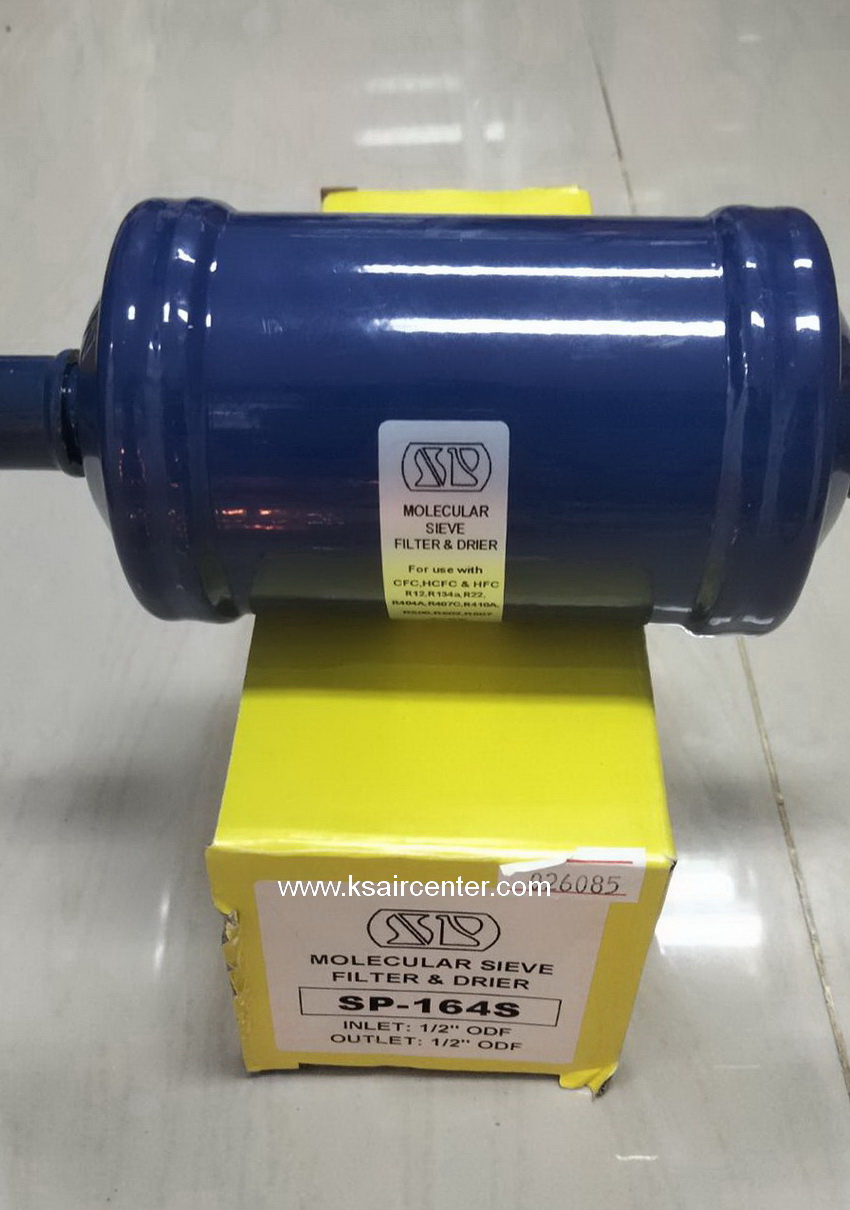 SP
MOLECULAR
SIEVE
FILTER & DRIER
For use with
CFC,HCFC & HFC
R12,R134a,R22,
R404A,R407C,R410A,
www.ksaircenter.com
026085
SP
MOLECULAR SIEVE
FILTER & DRIER
SP-164S
INLET: 1/2" ODF
OUTLET: 1/2" ODF